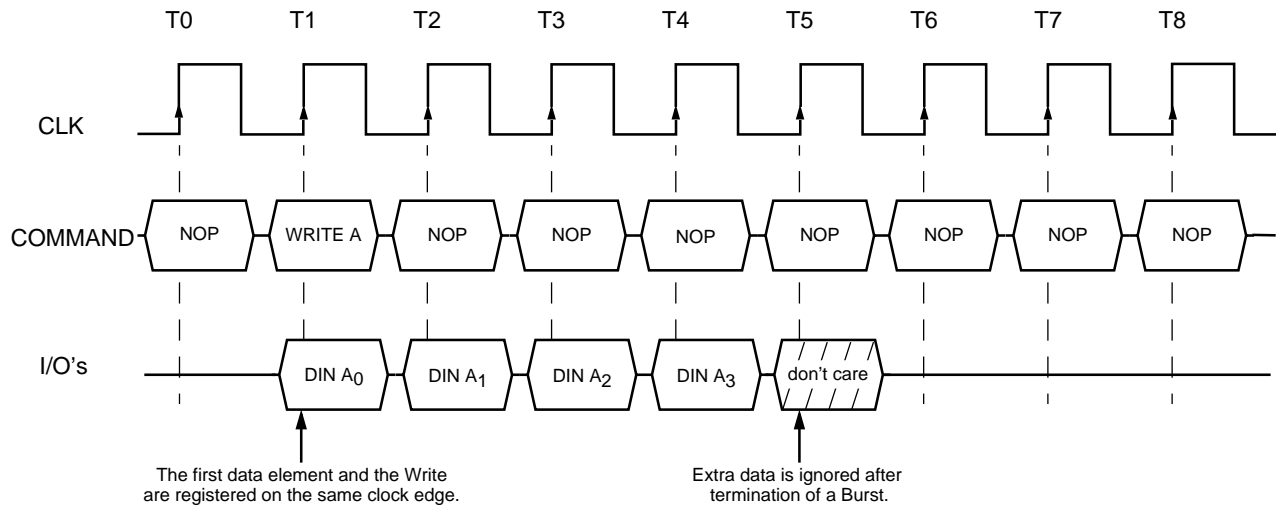 T0 T1 T2 T3 T4 T5 T6 T7 T8
CLK
COMMAND NOP WRITE A NOP NOP NOP NOP NOP NOP NOP
I/O's DIN A0 DIN A1 DIN A2 DIN A3 don't care
The first data element and the Write
are registered on the same clock edge.
Extra data is ignored after
termination of a Burst.